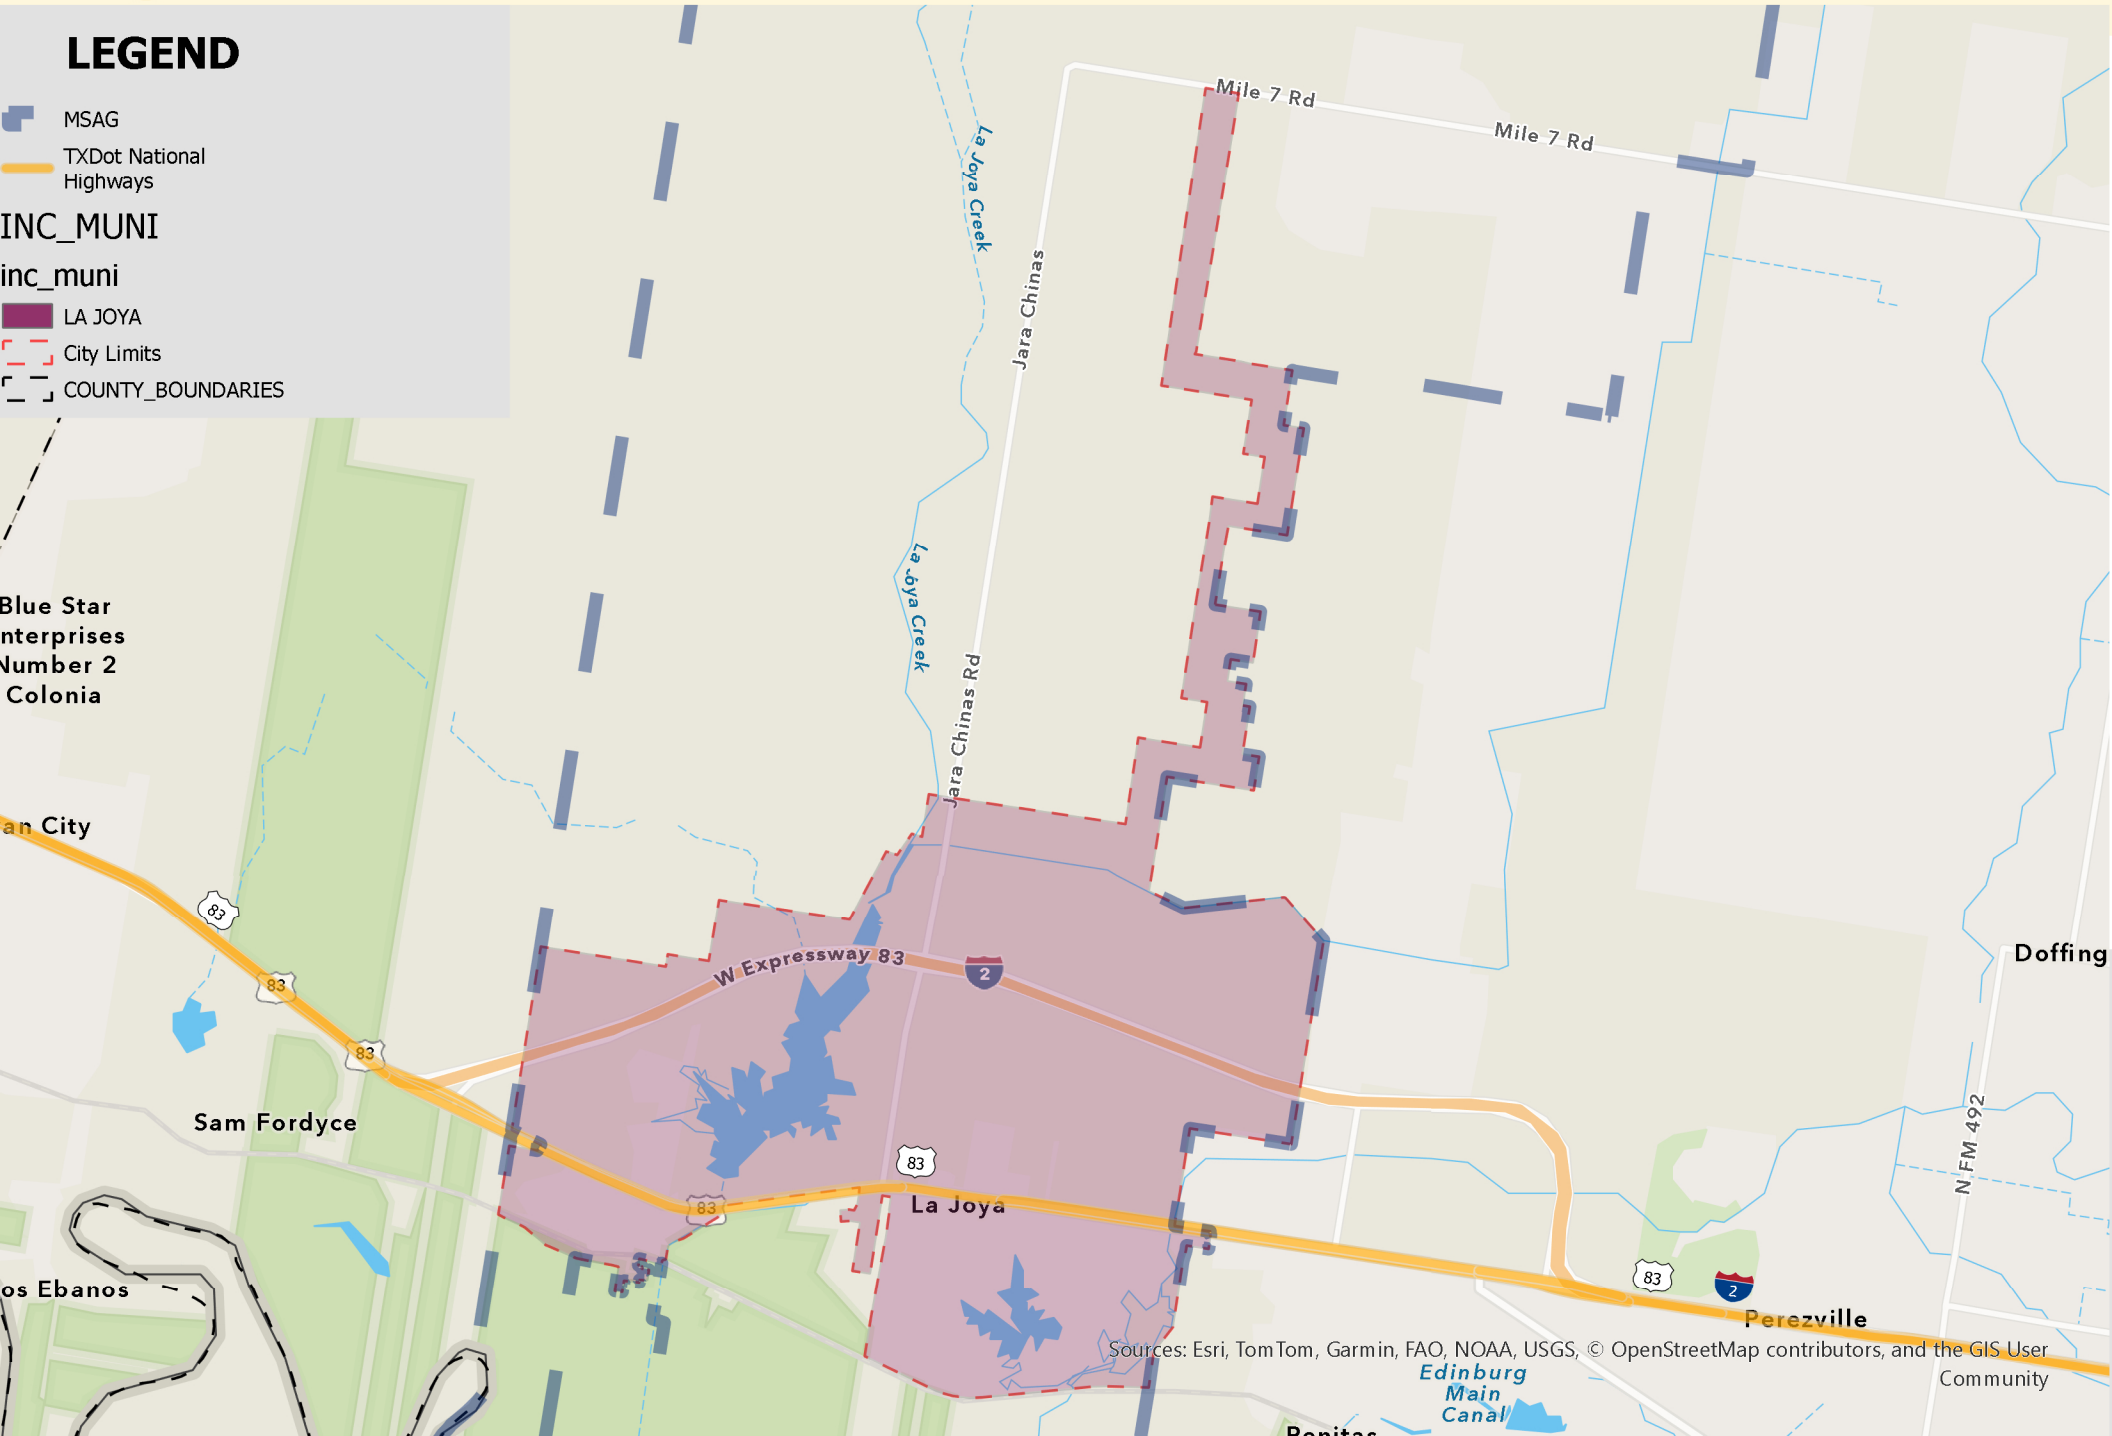 LEGEND
MSAG
TXDot National
Highways
INC_MUNI
inc_muni
LA JOYA
City Limits
COUNTY_BOUNDARIES
Mile 7 Rd
Mile 7 Rd
La Joya Creek
Jara Chinas
La Joya Creek
Jara Chinas Rd
Blue Star
nterprises
Number 2
Colonia
an City
83
83
83
W Expressway 83
2
Doffing
Sam Fordyce
83
83
La Joya
N FM 492
os Ebanos
83
2
Perezville
Sources: Esri, TomTom, Garmin, FAO, NOAA, USGS, © OpenStreetMap contributors, and the GIS User
Community
Edinburg
Main
Canal